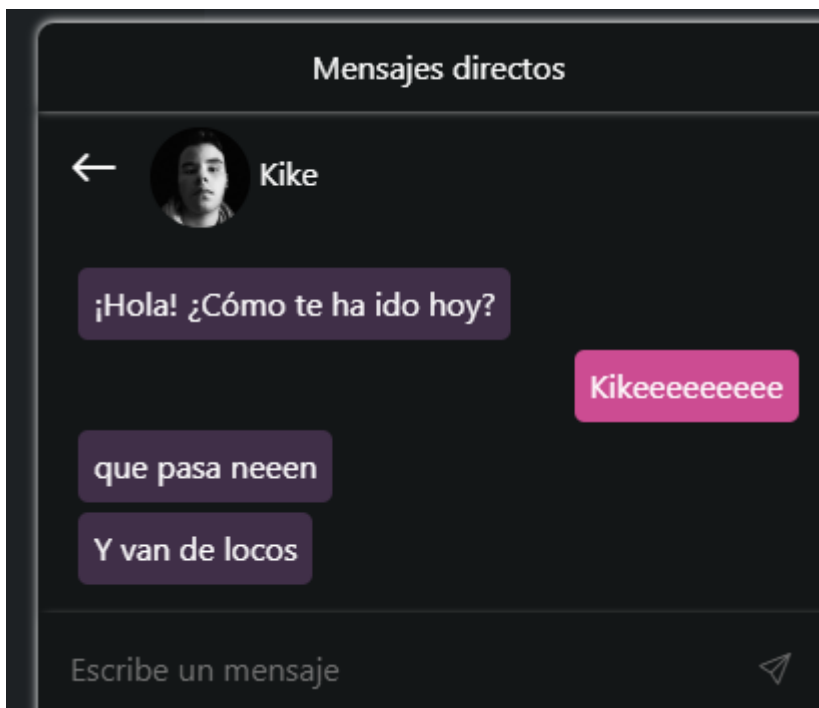 Mensajes directos
Kike
¡Hola! ¿Cómo te ha ido hoy?
Kikeeeeeeeee
que pasa neeen
Y van de locos
Escribe un mensaje